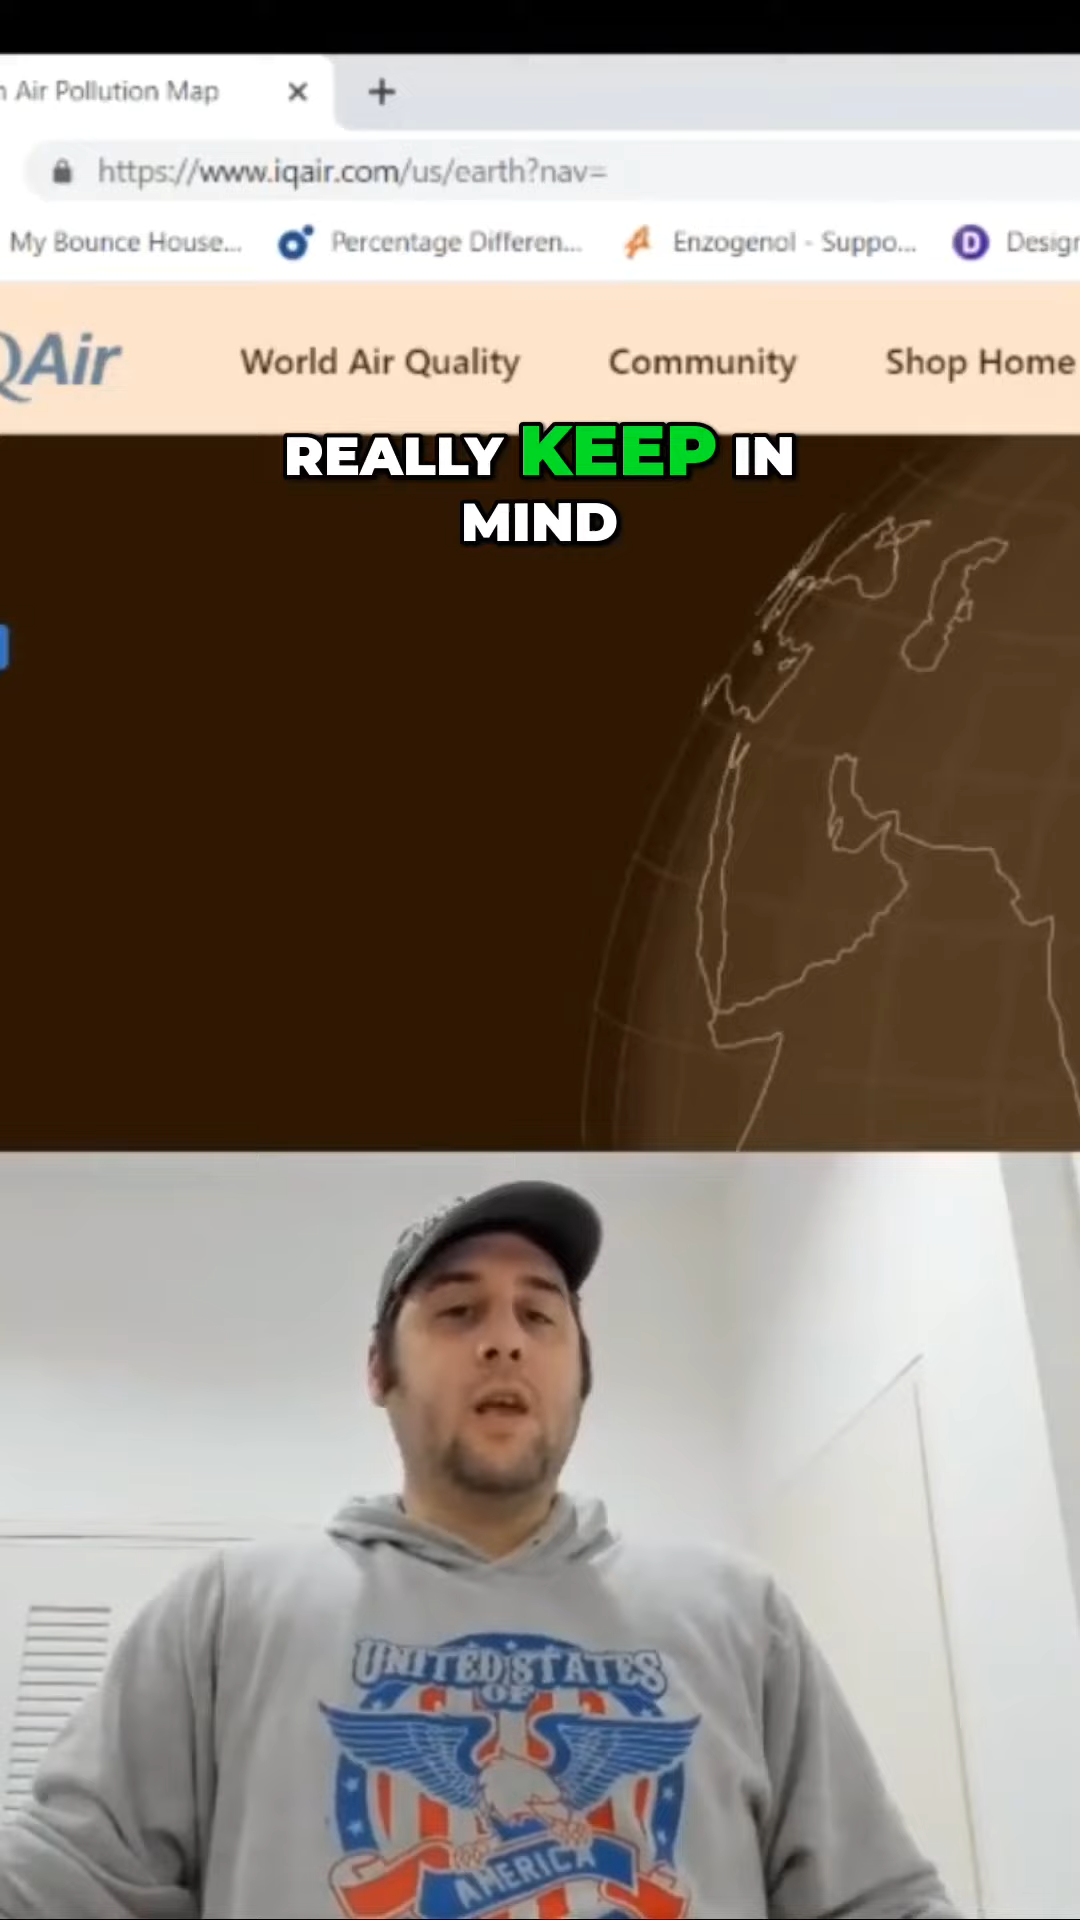 Air Pollution Map
https://www.iqair.com/us/earth?nav=
My Bounce House... Percentage Differen... Enzogenol - Suppo... D Design
QAir World Air Quality Community Shop Home
REALLY KEEP IN
MIND
UNITED STATES
OF
AMERICA